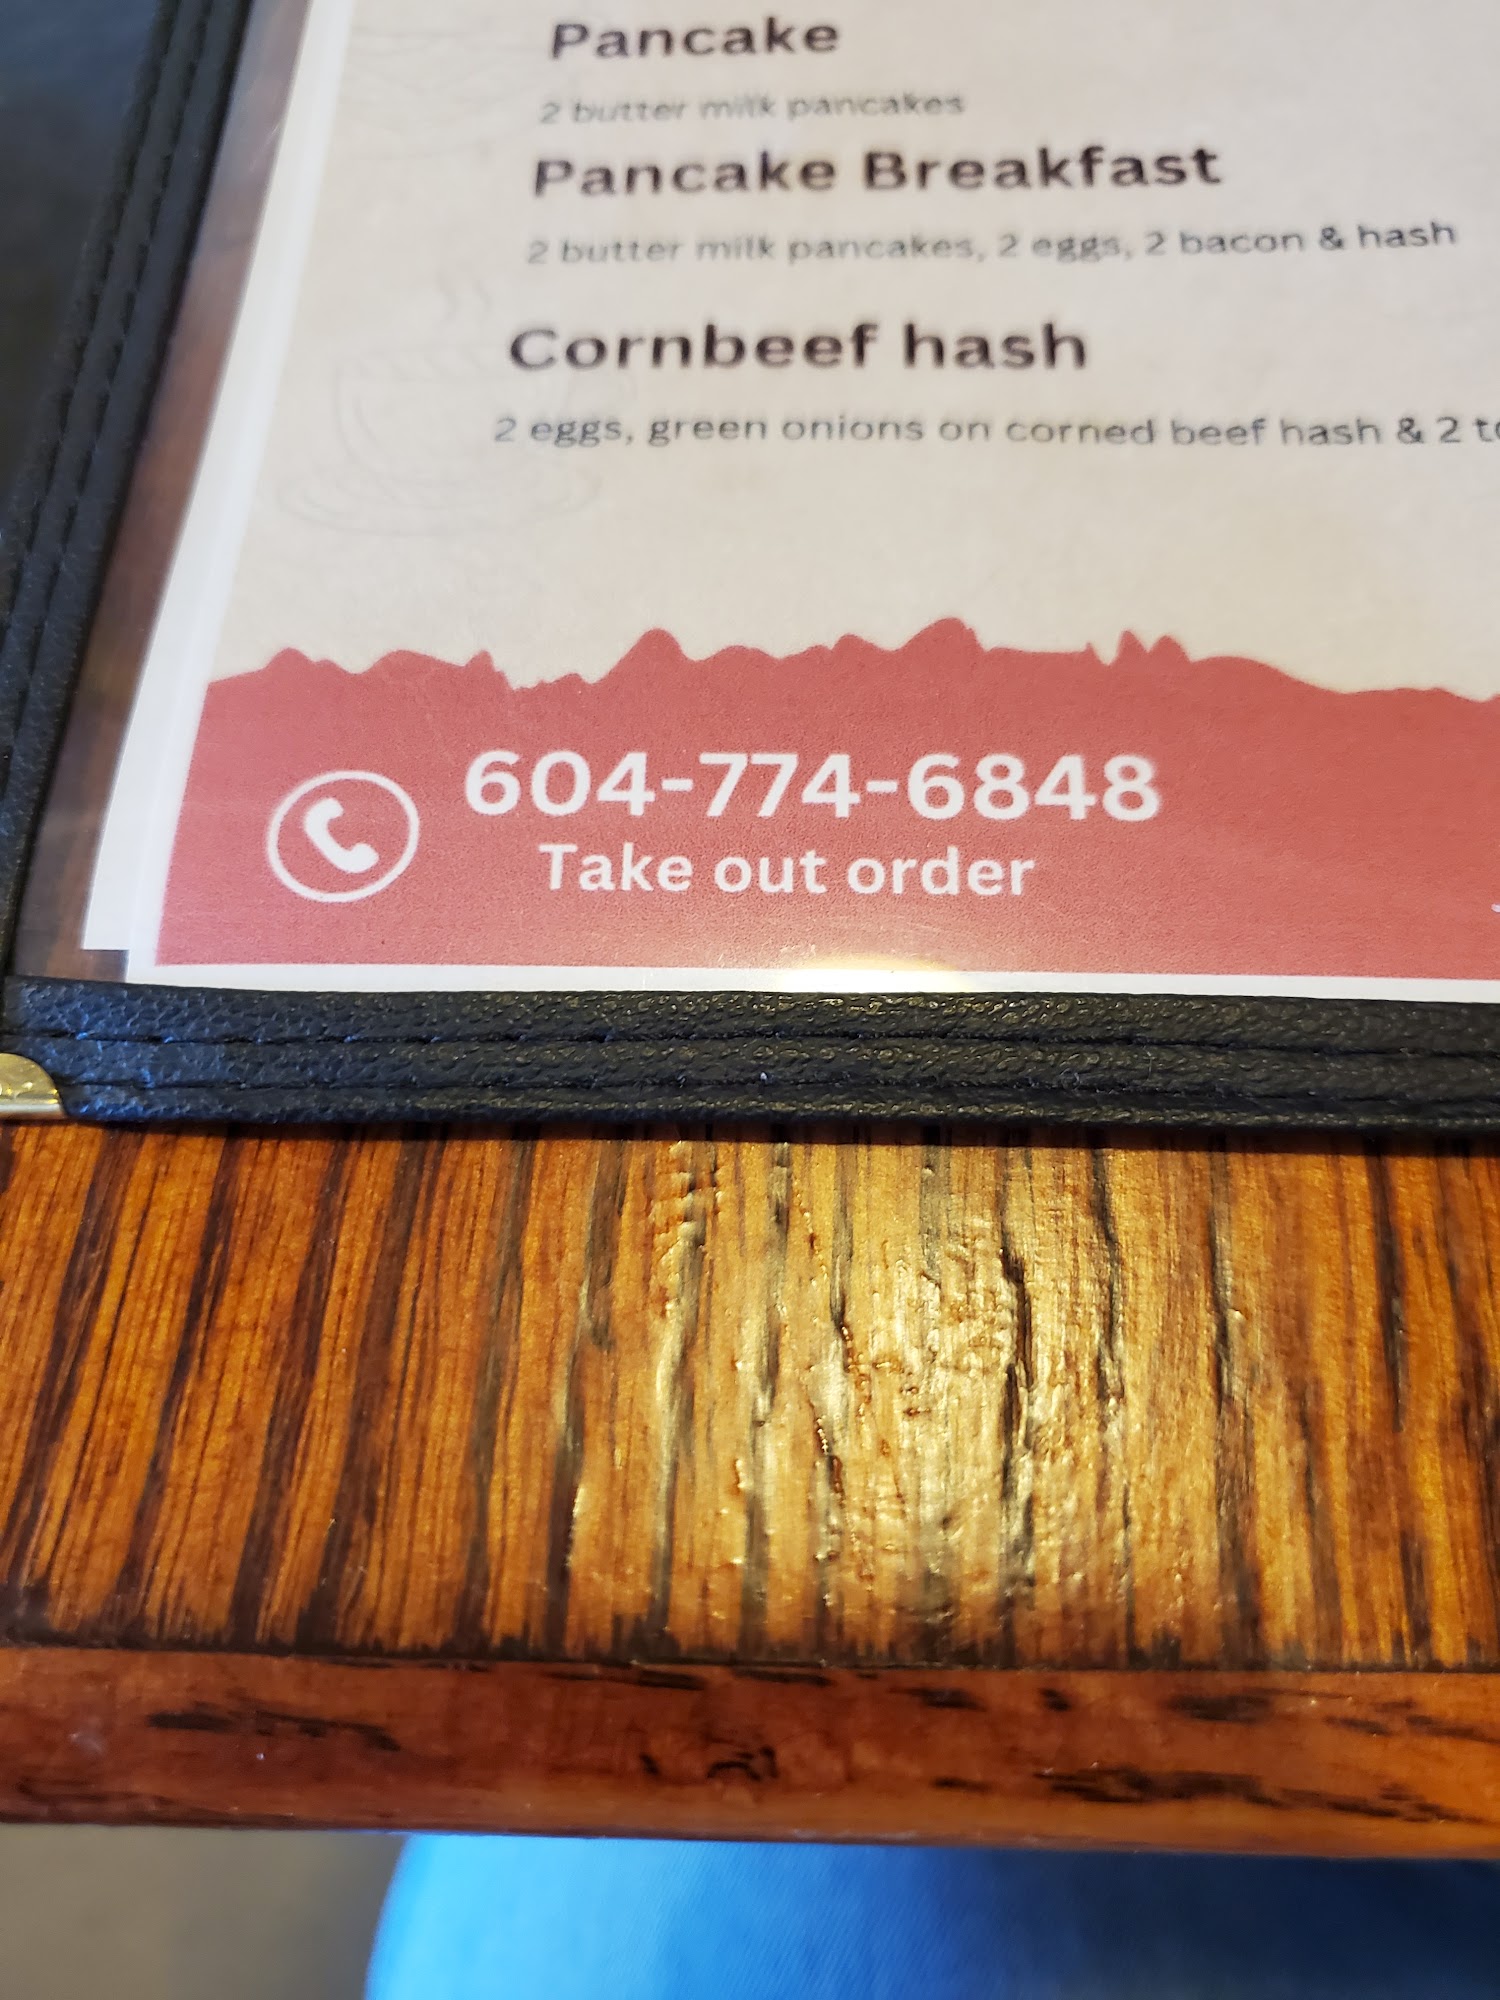 Pancake
2 butter milk pancakes
Pancake Breakfast
2 butter milk pancakes, 2 eggs, 2 bacon & hash
Cornbeef hash
2 eggs, green onions on corned beef hash & 2
604-774-6848
Take out order